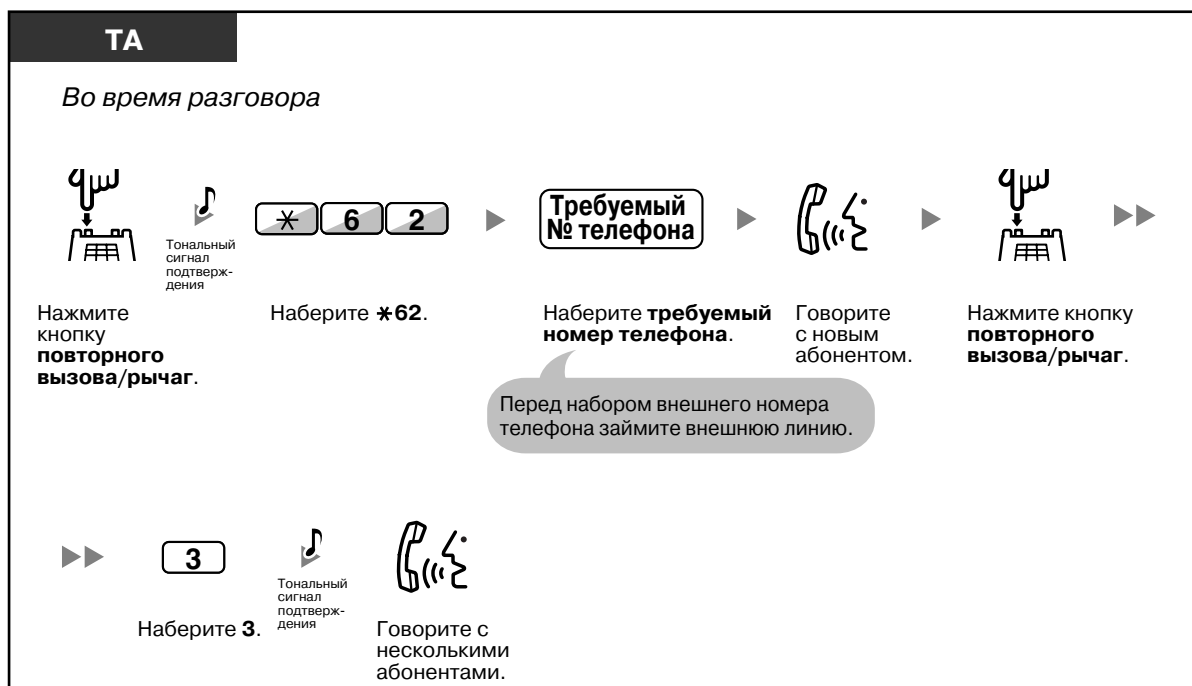 ТА
Во время разговора
Тональный
сигнал
подтверж-
дения
* 6 2
Требуемый
№ телефона
Нажмите
кнопку
повторного
вызова/рычаг.
Наберите *62.
Наберите требуемый
номер телефона.
Говорите
с новым
абонентом.
Нажмите кнопку
повторного
вызова/рычаг.
Перед набором внешнего номера
телефона займите внешнюю линию.
3
Тональный
сигнал
подтверж-
дения
Наберите 3.
Говорите с
несколькими
абонентами.